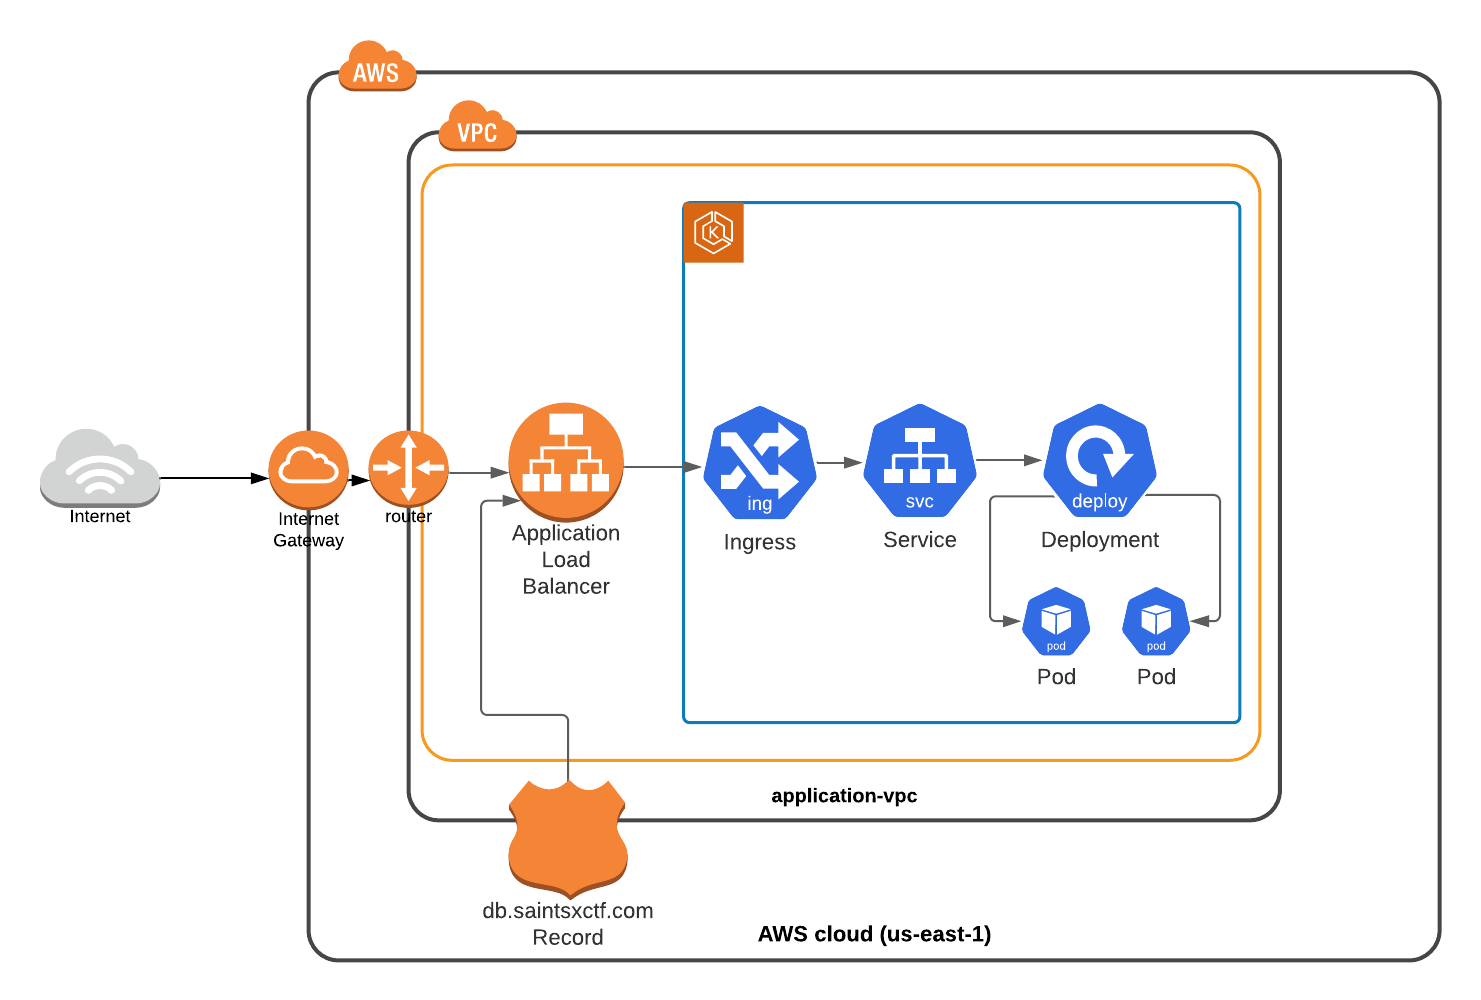 AWS
VPC
K
Internet
Internet
Gateway
router
Application
Load
Balancer
ing
Ingress
svc
Service
deploy
Deployment
pod
Pod
pod
Pod
application-vpc
db.saintsxctf.com
Record
AWS cloud (us-east-1)